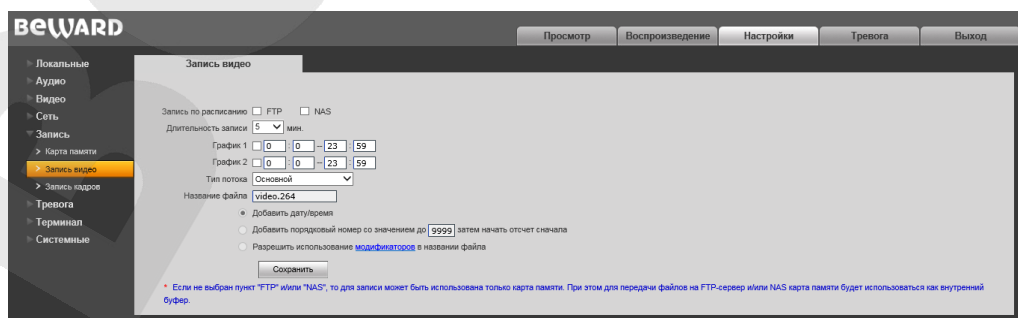 BEWARD
Просмотр Воспроизведение Настройки Тревога Выход
Локальные
Аудио
Видео
Сеть
Запись
> Карта памяти
> Запись видео
> Запись кадров
Тревога
Терминал
Системные
Запись видео
Запись по расписанию FTP NAS
Длительность записи 5 мин.
График 1 0 : 0 -- 23 : 59
График 2 0 : 0 -- 23 : 59
Тип потока Основной
Название файла video.264
Добавить дату/время
Добавить порядковый номер со значением до 9999 затем начать отсчет сначала
Разрешить использование модификаторов в названии файла
Сохранить
* Если не выбран пункт "FTP" и/или "NAS", то для записи может быть использована только карта памяти. При этом для передачи файлов на FTP-сервер и/или NAS карта памяти будет использоваться как внутренний
буфер.